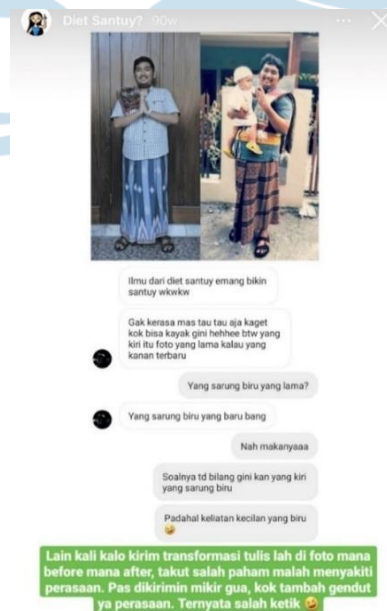 Diet Santuy? 90w
Ilmu dari diet santuy emang bikin
santuy wkwkw
Gak kerasa mas tau tau aja kaget
kok bisa kayak gini hehhee btw yang
kiri itu foto yang lama kalau yang
kanan terbaru
Yang sarung biru yang lama?
Yang sarung biru yang baru bang
Nah makanyaaa
Soalnya td bilang gini kan yang kiri
yang sarung biru
Padahal keliatan kecilan yang biru
🤣
Lain kali kalo kirim transformasi tulis lah di foto mana
before mana after, takut salah paham malah menyakiti
perasaan. Pas dikirimin mikir gua, kok tambah gendut
ya perasaan. Ternyata salah ketik 🤣